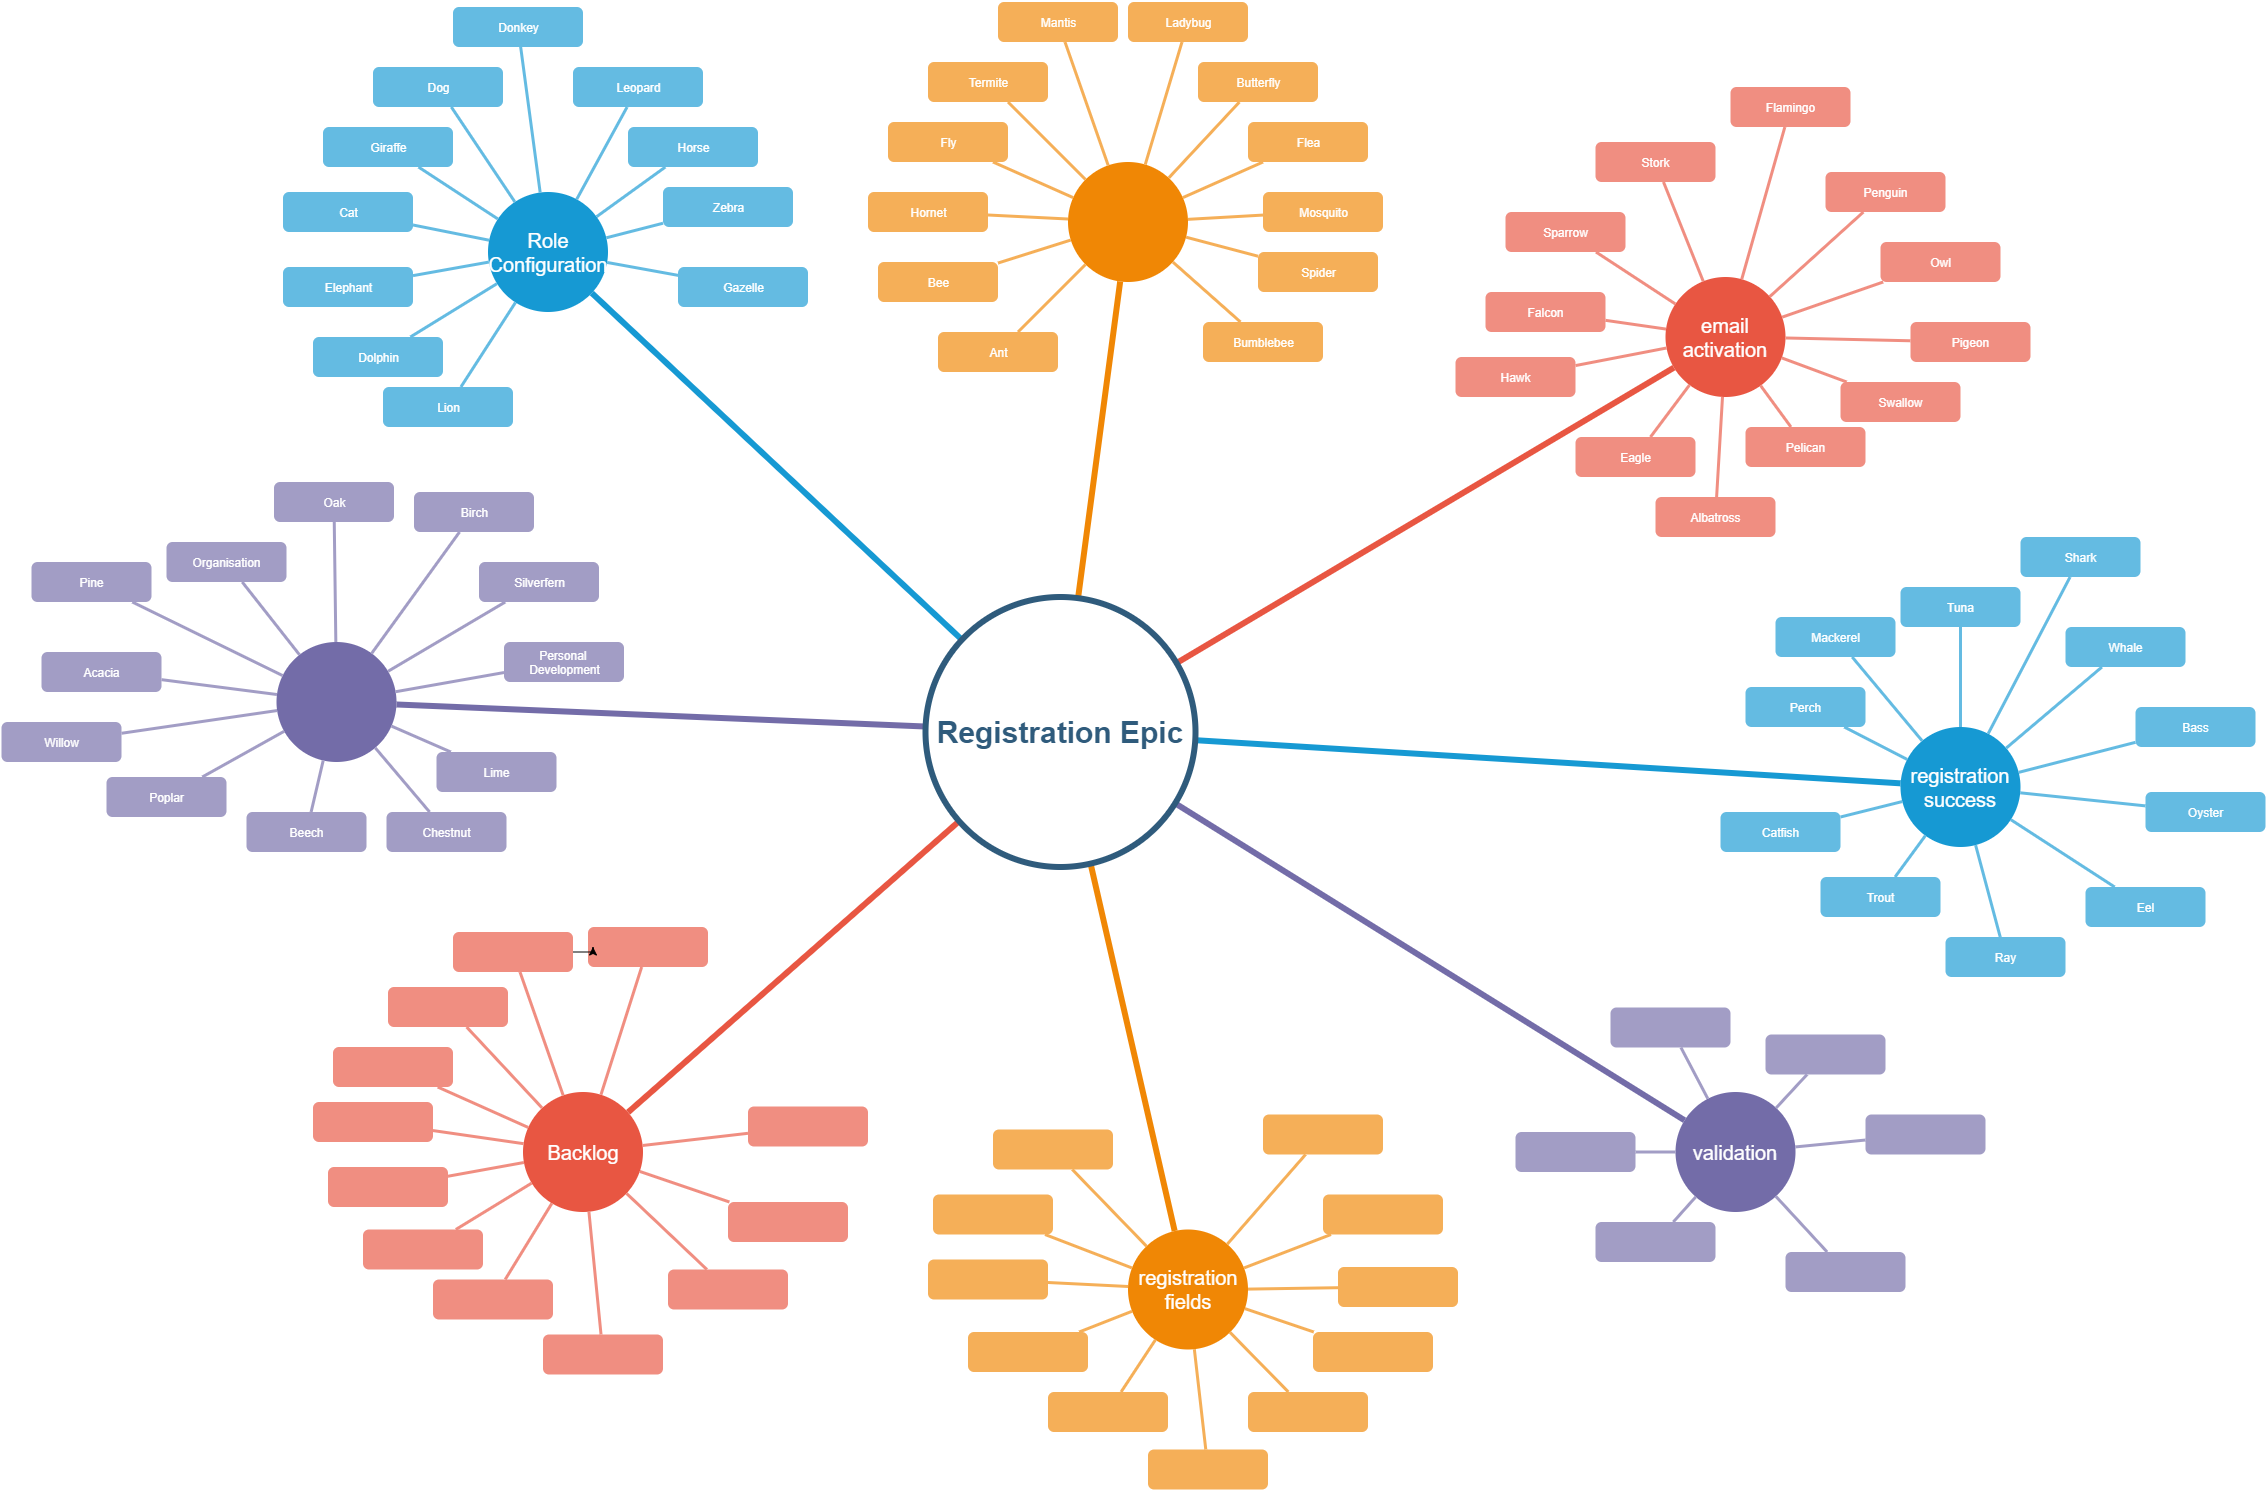 Donkey
Dog
Leopard
Giraffe
Horse
Cat
Zebra
Role
Configuration
Elephant
Gazelle
Dolphin
Lion
Mantis
Ladybug
Termite
Butterfly
Fly
Flea
Hornet
Mosquito
Bee
Spider
Ant
Bumblebee
Flamingo
Stork
Penguin
Sparrow
Owl
Falcon
email
activation
Pigeon
Hawk
Swallow
Eagle
Pelican
Albatross
Oak
Birch
Organisation
Pine
Silverfern
Personal
Development
Acacia
Willow
Lime
Poplar
Beech
Chestnut
Registration Epic
Shark
Tuna
Mackerel
Whale
Perch
Bass
registration
success
Oyster
Catfish
Trout
Eel
Ray
Backlog
registration
fields
validation